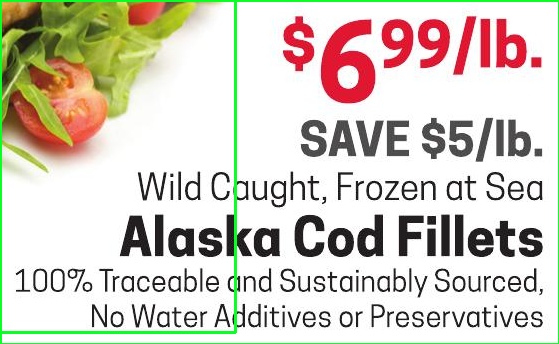 $6.99/lb.
SAVE $5/lb.
Wild Caught, Frozen at Sea
Alaska Cod Fillets
100% Traceable and Sustainably Sourced,
No Water Additives or Preservatives